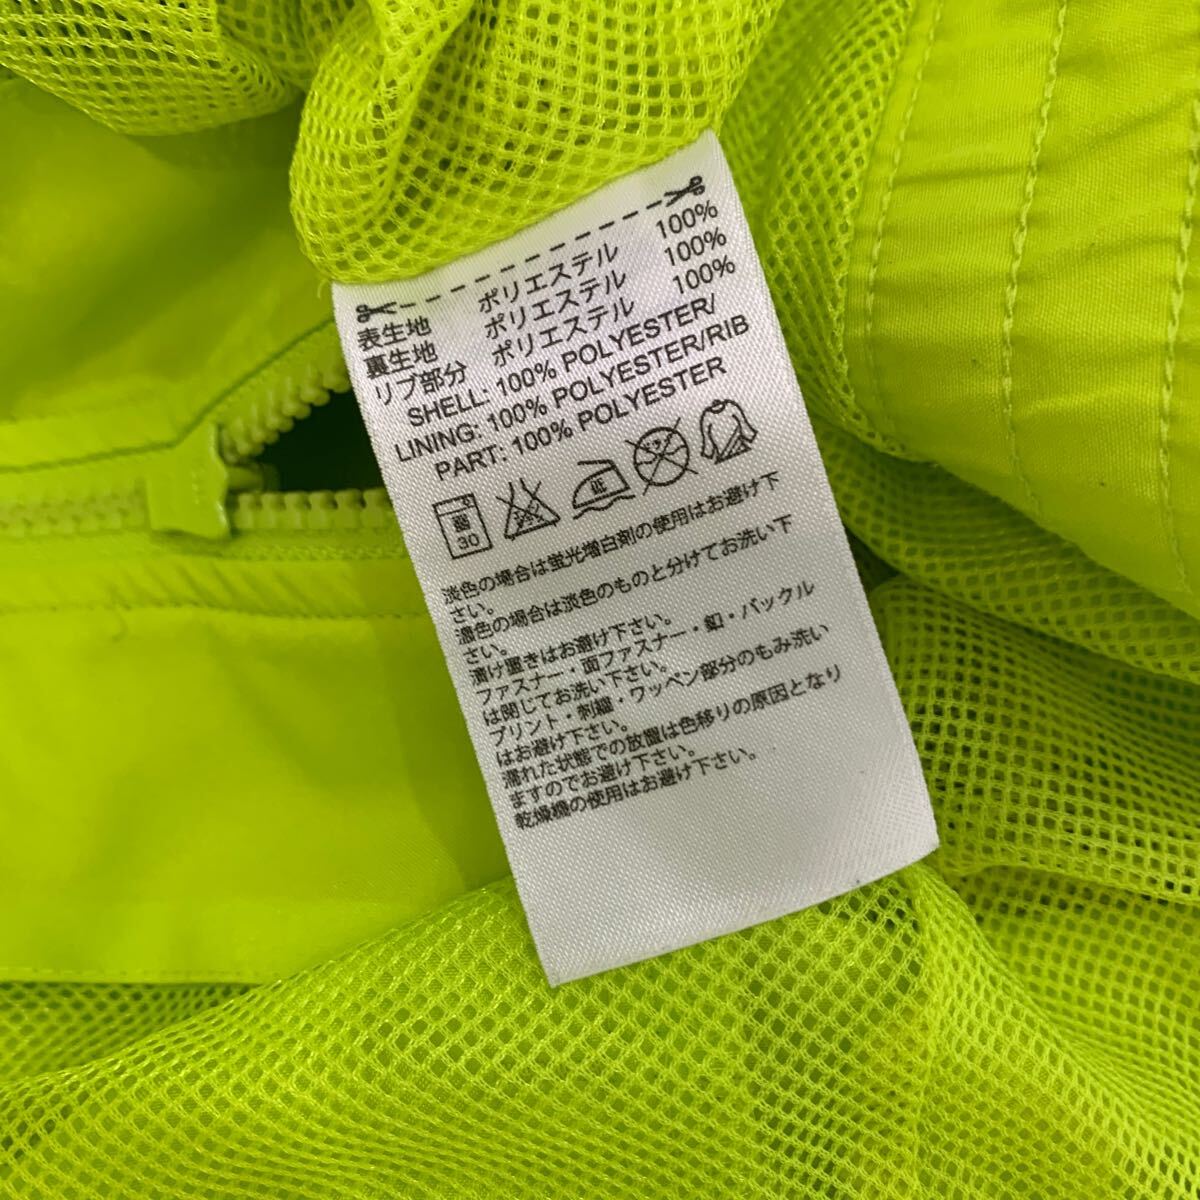 表生地 ポリエステル 100%
裏生地 ポリエステル 100%
リブ部分 ポリエステル 100%
SHELL: 100% POLYESTER/
LINING: 100% POLYESTER/RIB
PART: 100% POLYESTER
30
淡色の場合は蛍光増白剤の使用はお避け下
さい。
濃色の場合は淡色のものと分けてお洗い下
さい。
漬け置きはお避け下さい。
ファスナー・面ファスナー・釦・バックル
は閉じてお洗い下さい。
プリント・刺繍・ワッペン部分のもみ洗い
はお避け下さい。
濡れた状態での放置は色移りの原因となり
ますのでお避け下さい。
乾燥機の使用はお避け下さい。